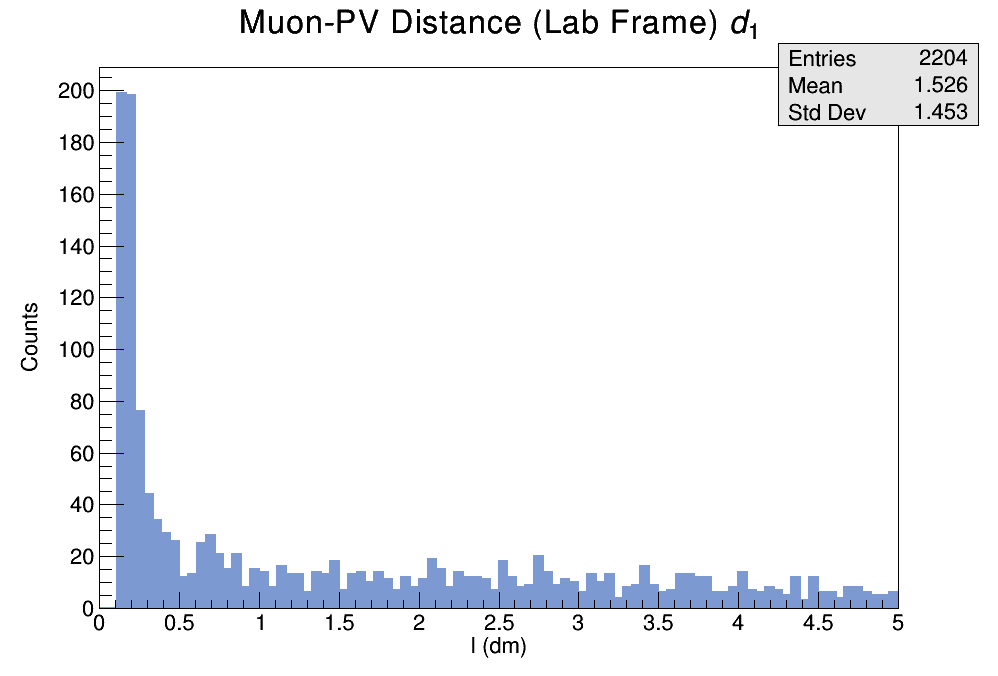 Muon-PV Distance (Lab Frame) d₁
Entries 2204
Mean 1.526
Std Dev 1.453
200
180
160
140
120
100
80
60
40
20
0
Counts
0 0.5 1 1.5 2 2.5 3 3.5 4 4.5 5
l (dm)